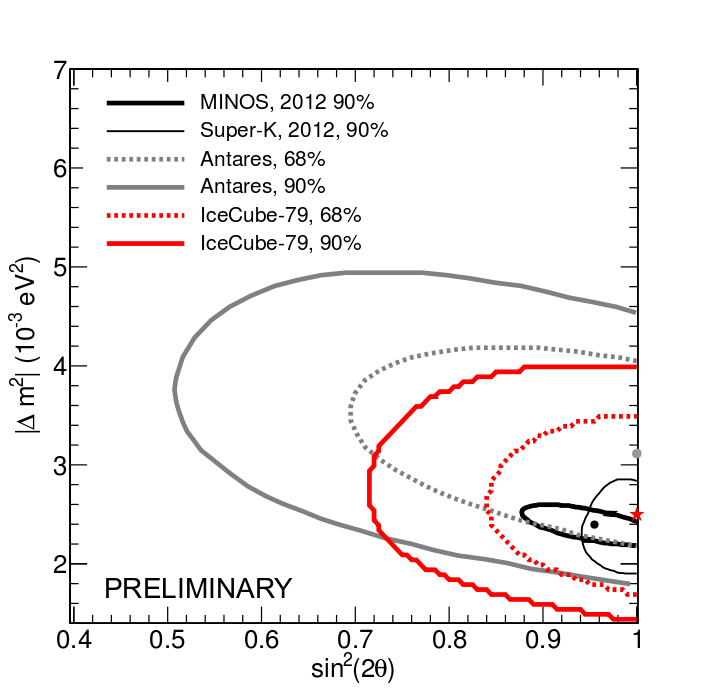 7
6
5
4
3
2
|Δ m²| (10⁻³ eV²)
MINOS, 2012 90%
Super-K, 2012, 90%
Antares, 68%
Antares, 90%
IceCube-79, 68%
IceCube-79, 90%
PRELIMINARY
0.4 0.5 0.6 0.7 0.8 0.9 1
sin²(2θ)